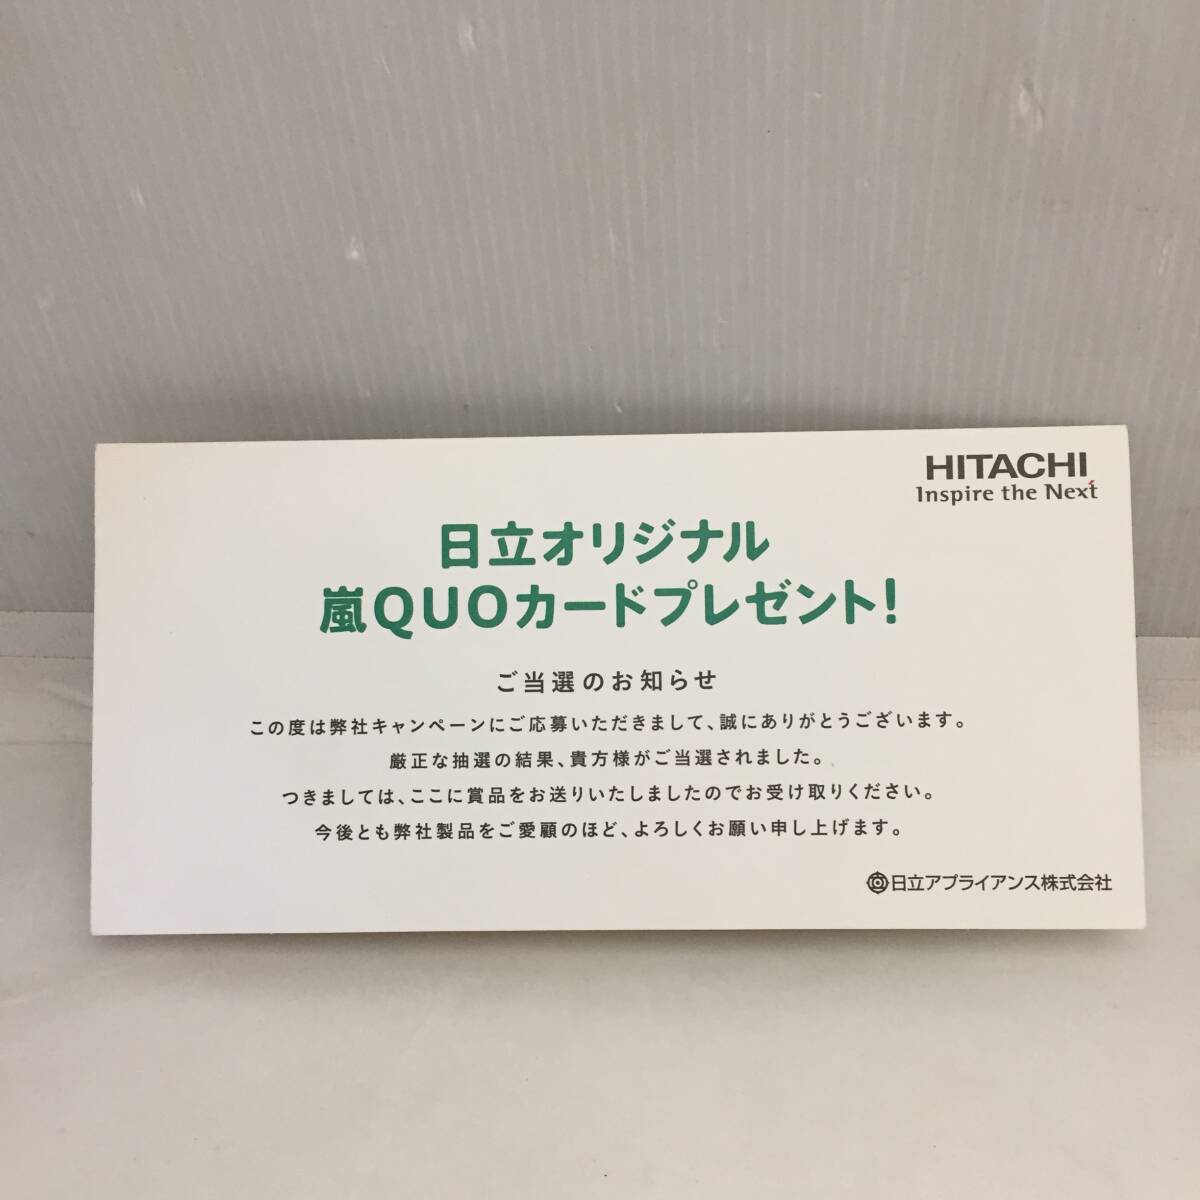 HITACHI
Inspire the Next
日立オリジナル
嵐QUOカードプレゼント!
ご当選のお知らせ
この度は弊社キャンペーンにご応募いただきまして、誠にありがとうございます。
厳正な抽選の結果、貴方様がご当選されました。
つきましては、ここに賞品をお送りいたしましたのでお受け取りください。
今後とも弊社製品をご愛顧のほど、よろしくお願い申し上げます。
日立アプライアンス株式会社